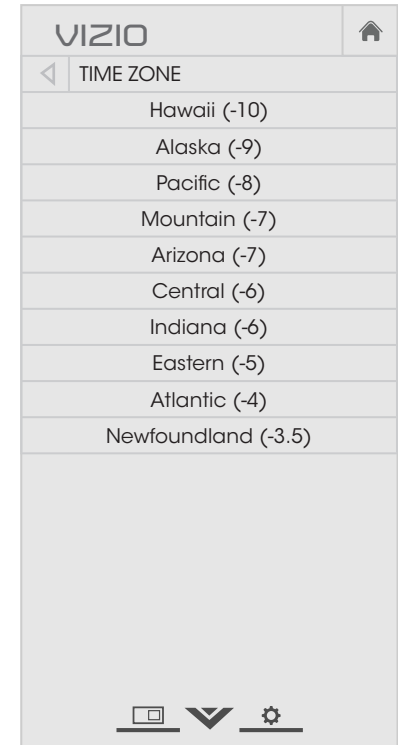 VIZIO
TIME ZONE
Hawaii (-10)
Alaska (-9)
Pacific (-8)
Mountain (-7)
Arizona (-7)
Central (-6)
Indiana (-6)
Eastern (-5)
Atlantic (-4)
Newfoundland (-3.5)